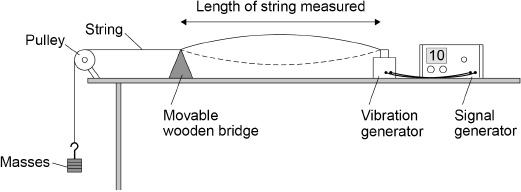 Length of string measured
String
Pulley
10
Movable
wooden bridge
Vibration
generator
Signal
generator
Masses